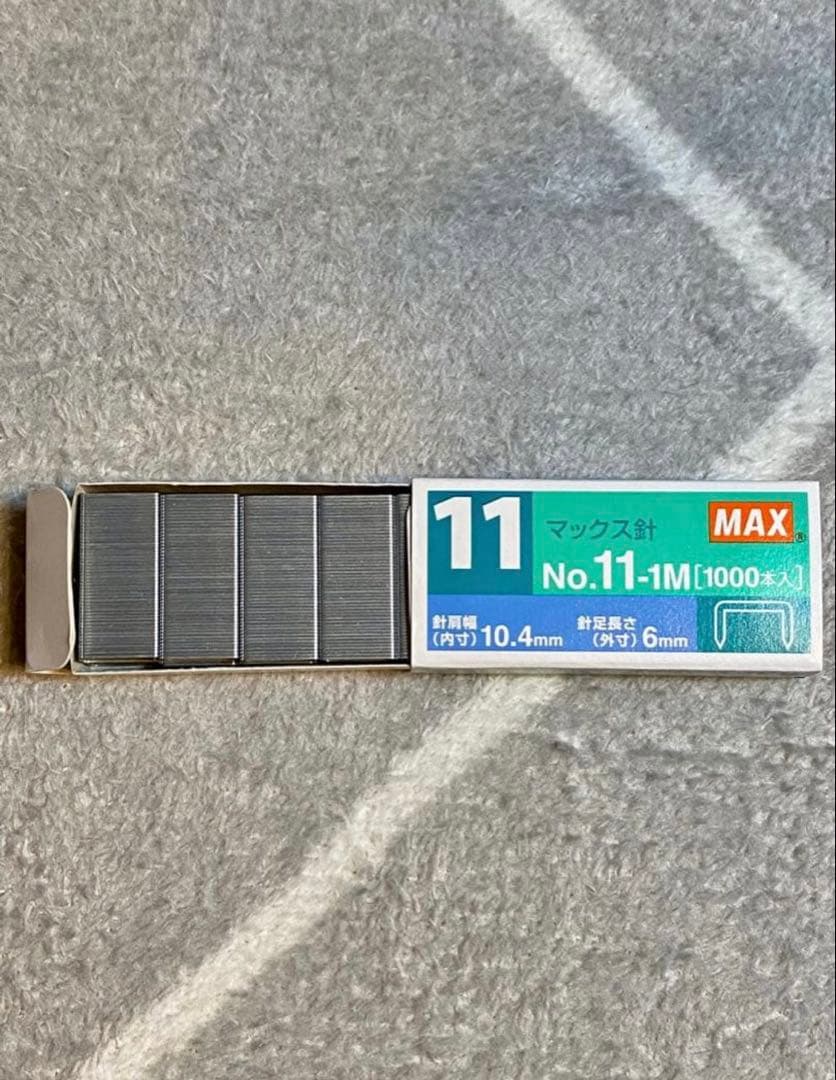 11
マックス針
MAX®
No.11-1M[1000本入]
針肩幅
(内寸)10.4mm
針足長さ
(外寸)6mm